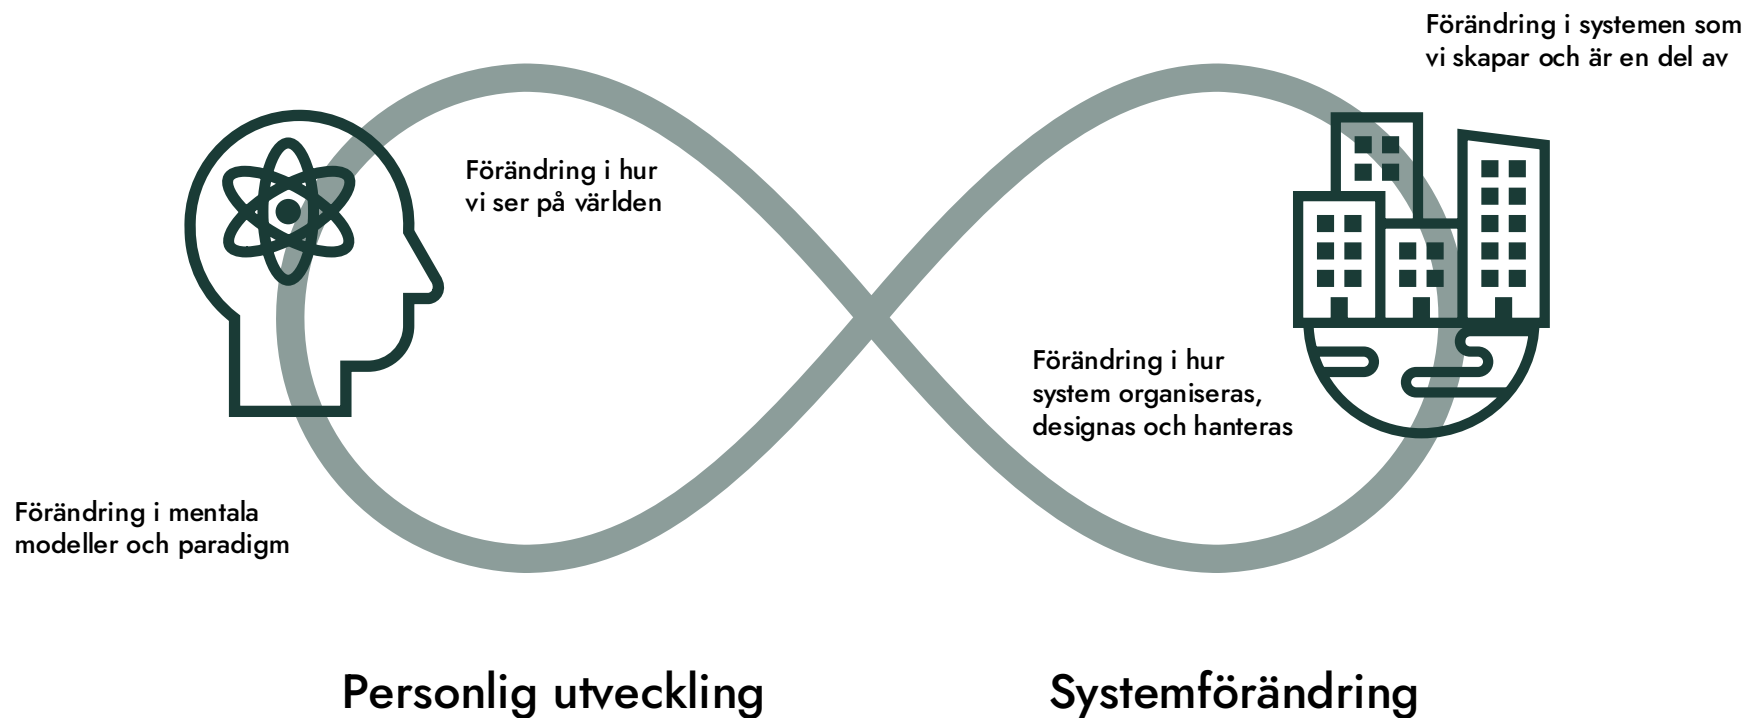 Förändring i systemen som
vi skapar och är en del av
Förändring i hur
vi ser på världen
Förändring i hur
system organiseras,
designas och hanteras
Förändring i mentala
modeller och paradigm
Personlig utveckling
Systemförändring